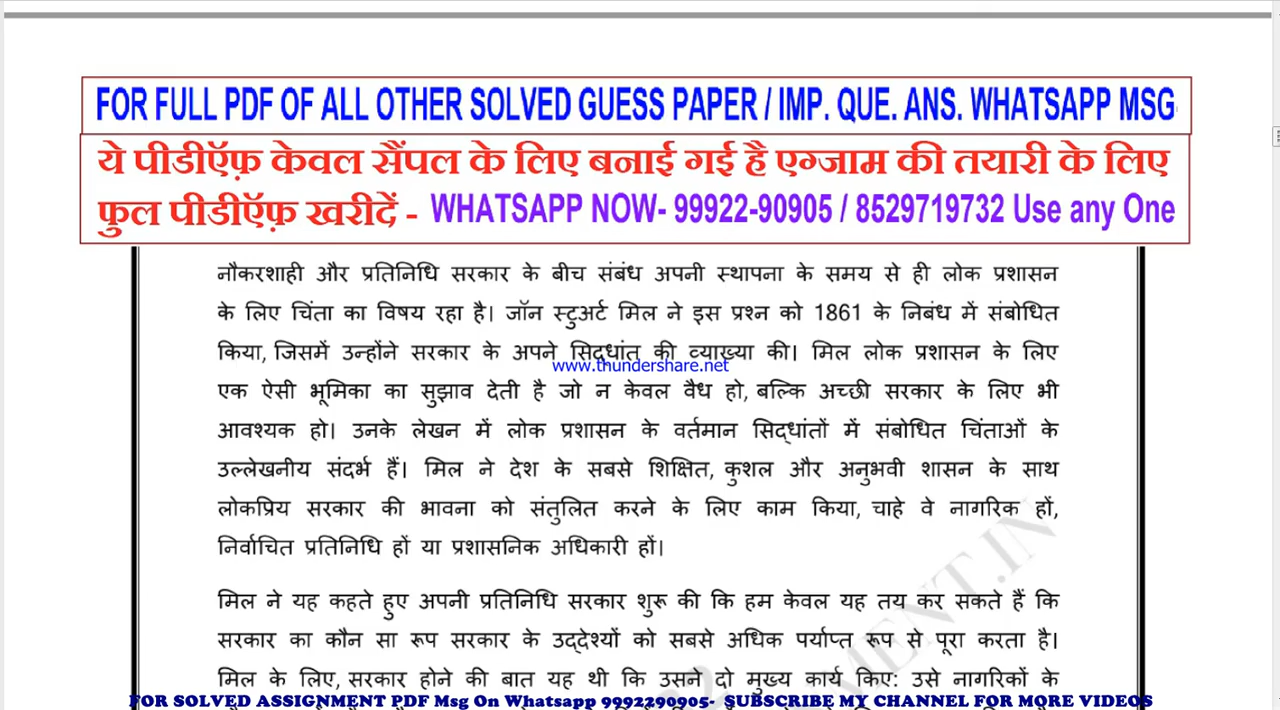 FOR FULL PDF OF ALL OTHER SOLVED GUESS PAPER / IMP. QUE. ANS. WHATSAPP MSG
ये पीडीऍफ़ केवल सैंपल के लिए बनाई गई है एग्जाम की तयारी के लिए
फुल पीडीऍफ़ खरीदें - WHATSAPP NOW- 99922-90905 / 8529719732 Use any One
नौकरशाही और प्रतिनिधि सरकार के बीच संबंध अपनी स्थापना के समय से ही लोक प्रशासन
के लिए चिंता का विषय रहा है। जॉन स्टुअर्ट मिल ने इस प्रश्न को 1861 के निबंध में संबोधित
किया, जिसमें उन्होंने सरकार के अपने सिद्धांत की व्याख्या की। मिल लोक प्रशासन के लिए
www.thundershare.net
एक ऐसी भूमिका का सुझाव देती है जो न केवल वैध हो, बल्कि अच्छी सरकार के लिए भी
आवश्यक हो। उनके लेखन में लोक प्रशासन के वर्तमान सिद्धांतों में संबोधित चिंताओं के
उल्लेखनीय संदर्भ हैं। मिल ने देश के सबसे शिक्षित, कुशल और अनुभवी शासन के साथ
लोकप्रिय सरकार की भावना को संतुलित करने के लिए काम किया, चाहे वे नागरिक हों,
निर्वाचित प्रतिनिधि हों या प्रशासनिक अधिकारी हों।
मिल ने यह कहते हुए अपनी प्रतिनिधि सरकार शुरू की कि हम केवल यह तय कर सकते हैं कि
सरकार का कौन सा रूप सरकार के उद्देश्यों को सबसे अधिक पर्याप्त रूप से पूरा करता है।
मिल के लिए, सरकार होने की बात यह थी कि उसने दो मुख्य कार्य किए: उसे नागरिकों के
FOR SOLVED ASSIGNMENT PDF Msg On Whatsapp 9992290905- SUBSCRIBE MY CHANNEL FOR MORE VIDEOS